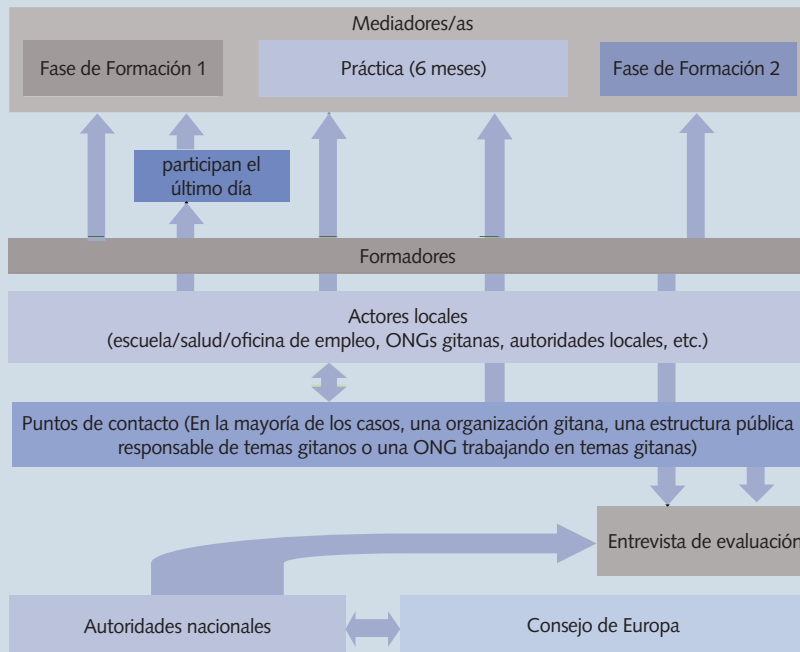 Mediadores/as
Fase de Formación 1
Práctica (6 meses)
Fase de Formación 2
participan el
último día
Formadores
Actores locales
(escuela/salud/oficina de empleo, ONGs gitanas, autoridades locales, etc.)
Puntos de contacto (En la mayoría de los casos, una organización gitana, una estructura pública
responsable de temas gitanos o una ONG trabajando en temas gitanas)
Entrevista de evaluación
Autoridades nacionales
Consejo de Europa